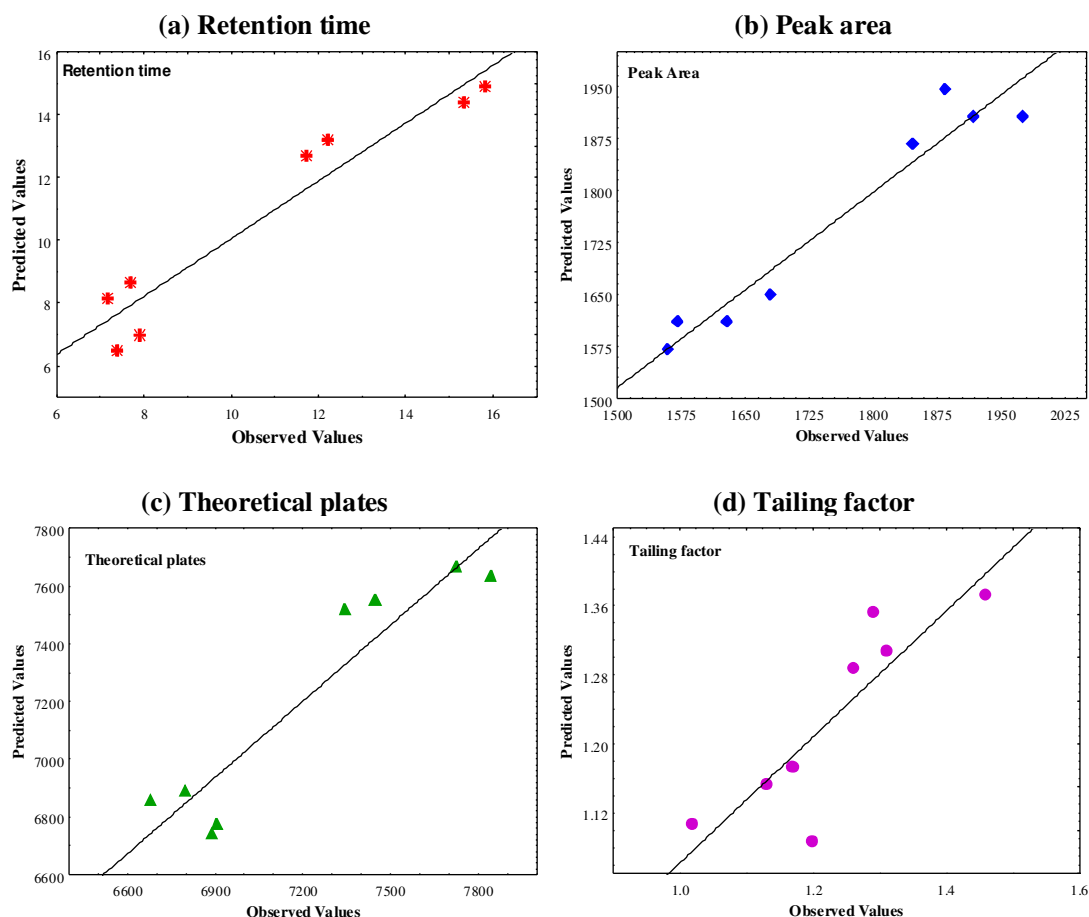 (a) Retention time
(b) Peak area
16
14
12
10
8
6
Predicted Values
Retention time
6 8 10 12 14 16
Observed Values
1950
1875
1800
1725
1650
1575
1500
Predicted Values
Peak Area
1500 1575 1650 1725 1800 1875 1950 2025
Observed Values
(c) Theoretical plates
(d) Tailing factor
7800
7600
7400
7200
7000
6800
6600
Predicted Values
Theoretical plates
6600 6900 7200 7500 7800
Observed Values
1.44
1.36
1.28
1.20
1.12
Predicted Values
Tailing factor
1.0 1.2 1.4 1.6
Observed Values